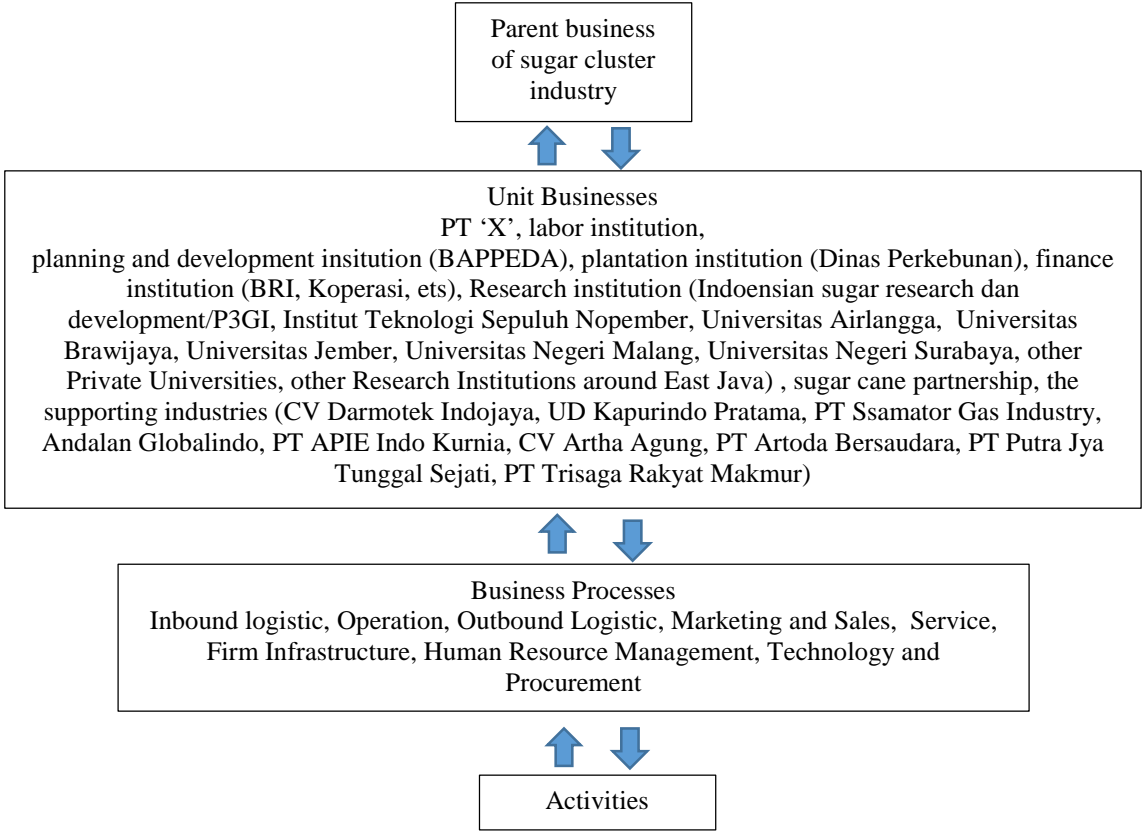 Parent business
of sugar cluster
industry
Unit Businesses
PT ‘X’, labor institution,
planning and development insitution (BAPPEDA), plantation institution (Dinas Perkebunan), finance
institution (BRI, Koperasi, ets), Research institution (Indoensian sugar research dan
development/P3GI, Institut Teknologi Sepuluh Nopember, Universitas Airlangga, Universitas
Brawijaya, Universitas Jember, Universitas Negeri Malang, Universitas Negeri Surabaya, other
Private Universities, other Research Institutions around East Java) , sugar cane partnership, the
supporting industries (CV Darmotek Indojaya, UD Kapurindo Pratama, PT Ssamator Gas Industry,
Andalan Globalindo, PT APIE Indo Kurnia, CV Artha Agung, PT Artoda Bersaudara, PT Putra Jya
Tunggal Sejati, PT Trisaga Rakyat Makmur)
Business Processes
Inbound logistic, Operation, Outbound Logistic, Marketing and Sales, Service,
Firm Infrastructure, Human Resource Management, Technology and
Procurement
Activities